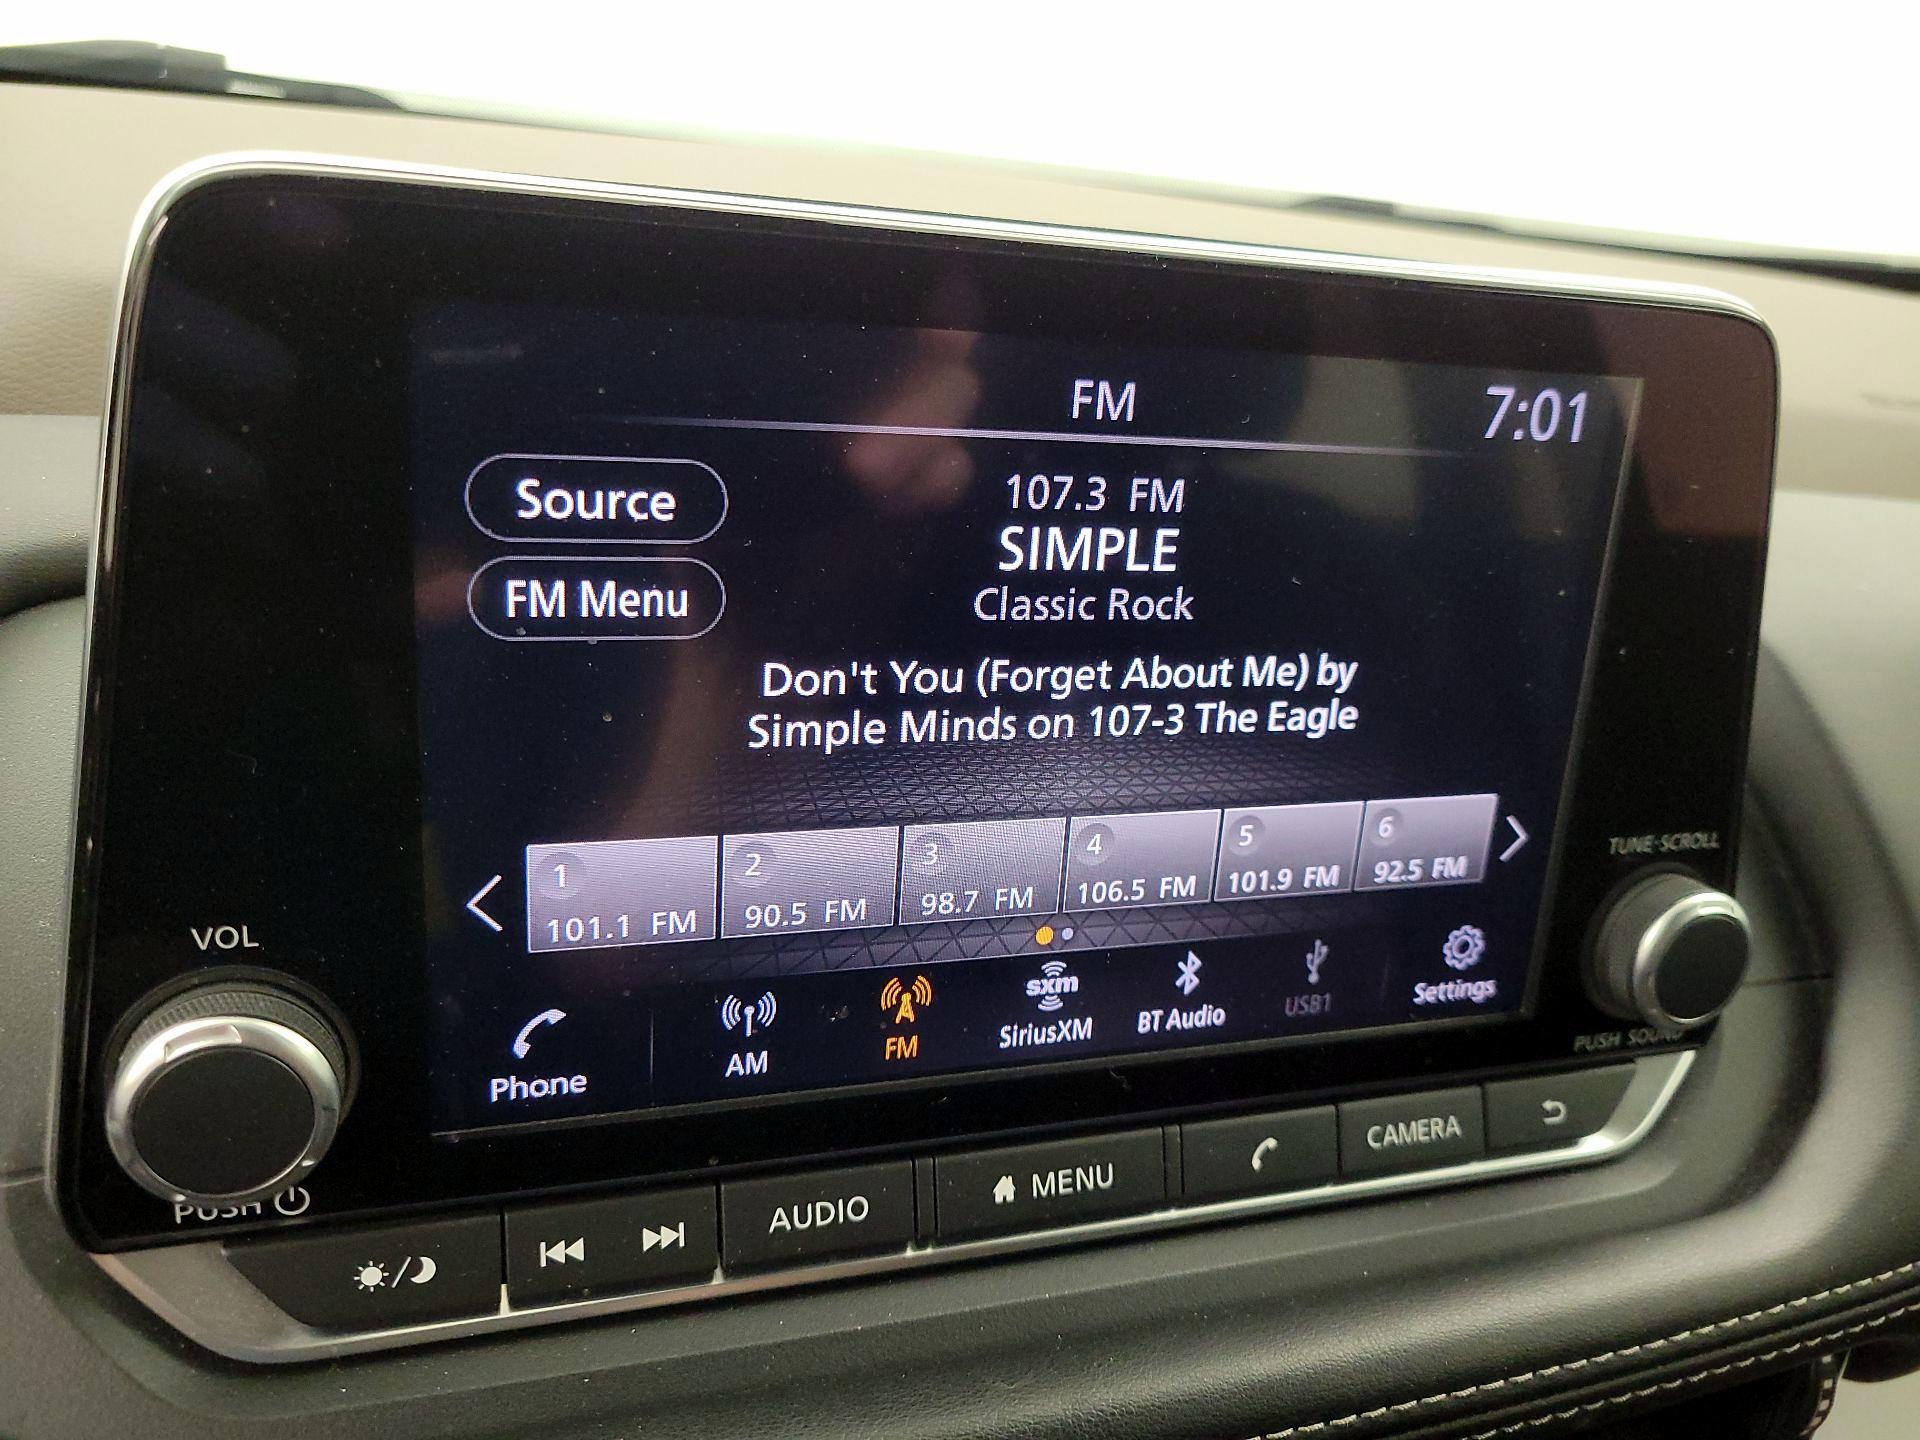 FM
7:01
Source
107.3 FM
SIMPLE
FM Menu
Classic Rock
Don't You (Forget About Me) by
Simple Minds on 107-3 The Eagle
1
101.1 FM
2
90.5 FM
3
98.7 FM
4
106.5 FM
5
101.9 FM
6
92.5 FM
TUNE·SCROLL
VOL
Phone
AM
FM
sxm
SiriusXM
BT Audio
USB1
Settings
PUSH SOUND
PUSH
AUDIO
MENU
CAMERA